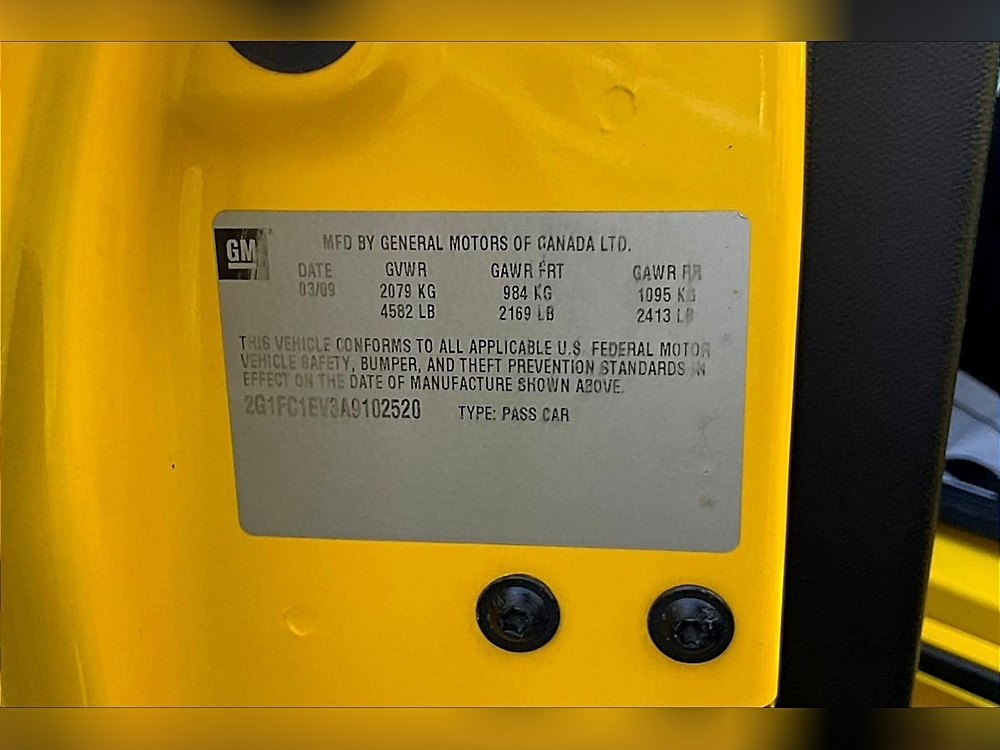 GM
MFD BY GENERAL MOTORS OF CANADA LTD.
DATE GVWR GAWR FRT GAWR RR
03/09 2079 KG 984 KG 1095 KG
4582 LB 2169 LB 2413 LB
THIS VEHICLE CONFORMS TO ALL APPLICABLE U.S. FEDERAL MOTOR
VEHICLE SAFETY, BUMPER, AND THEFT PREVENTION STANDARDS IN
EFFECT ON THE DATE OF MANUFACTURE SHOWN ABOVE.
2G1FC1EV3A9102520 TYPE: PASS CAR